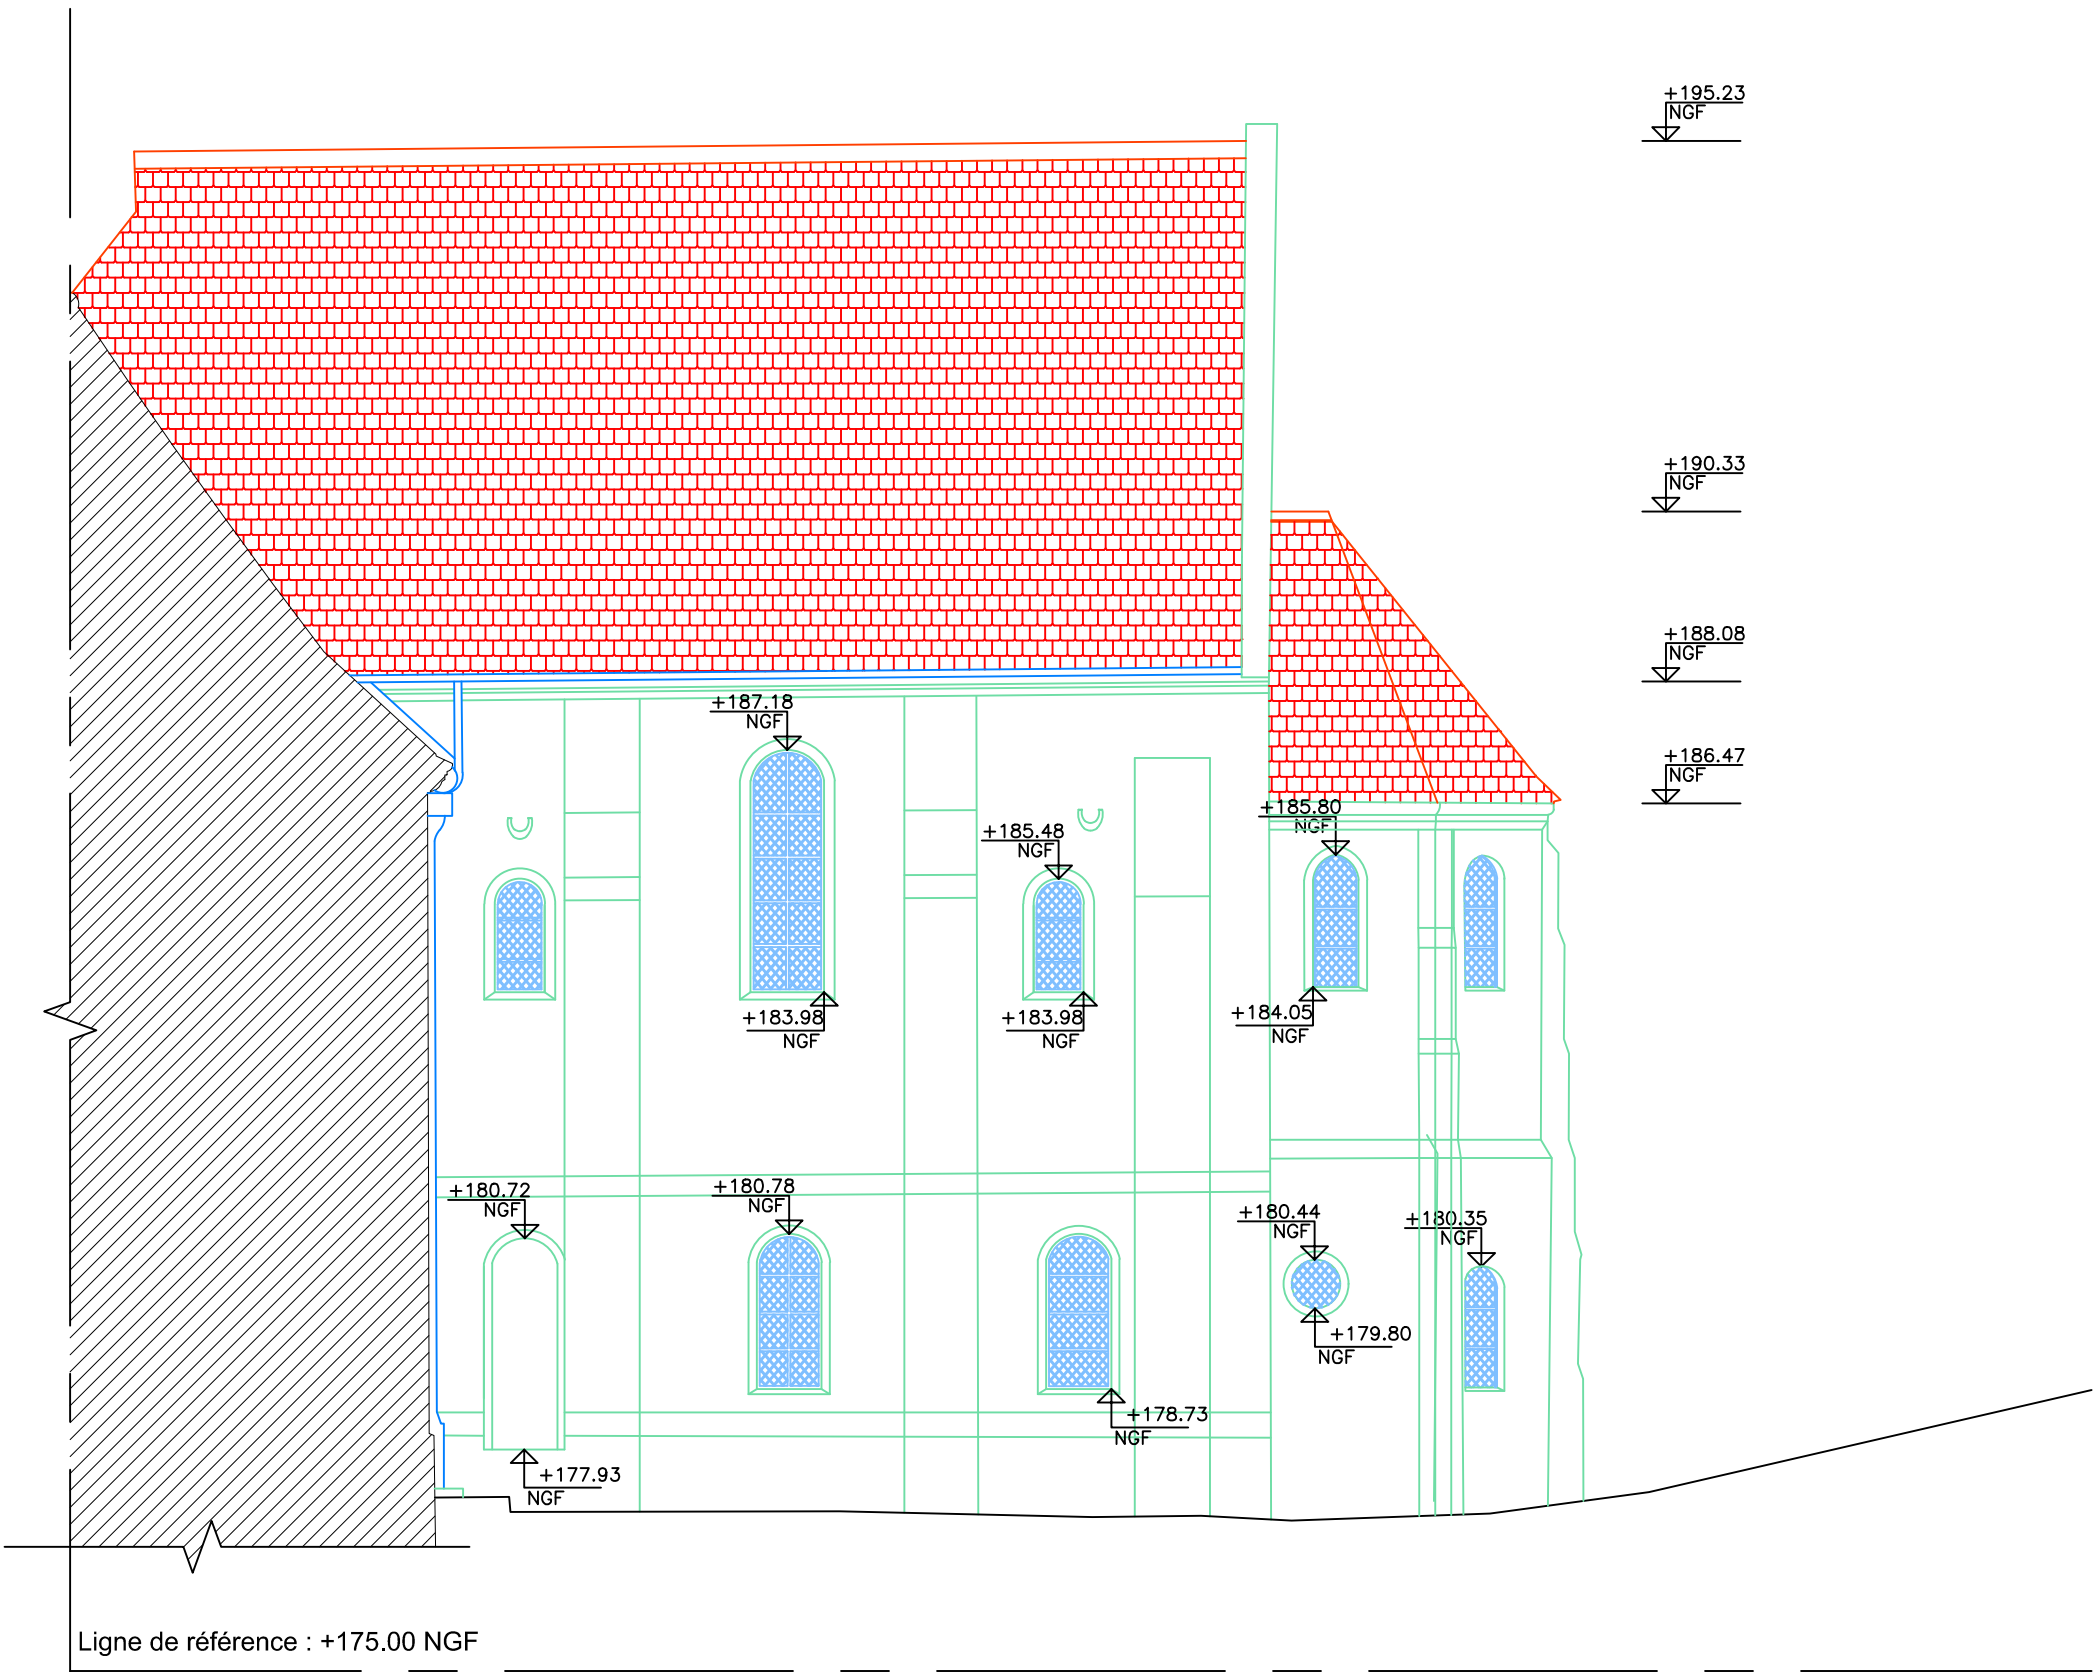 +195.23
NGF
+190.33
NGF
+188.08
NGF
+187.18
NGF
+186.47
NGF
+185.80
NGF
+185.48
NGF
+183.98
NGF
+183.98
NGF
+184.05
NGF
+180.72
NGF
+180.78
NGF
+180.44
NGF
+180.35
NGF
+179.80
NGF
+178.73
NGF
+177.93
NGF
Ligne de référence : +175.00 NGF